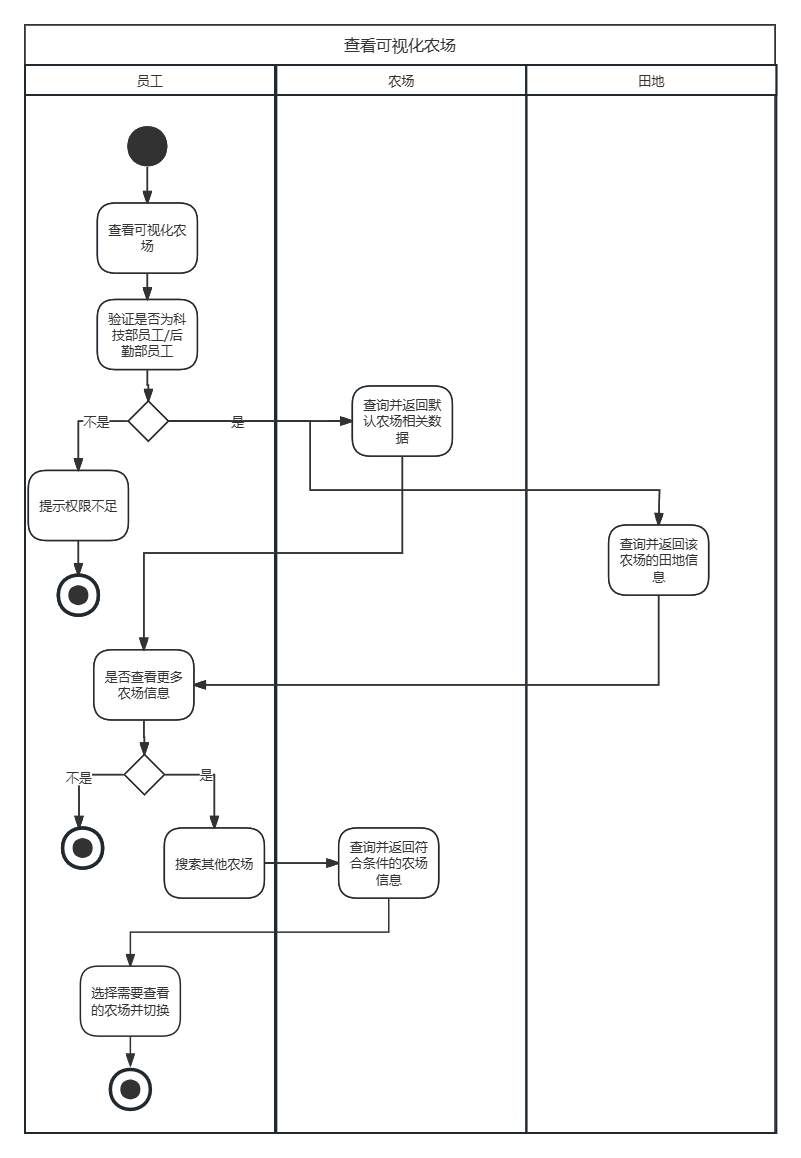 查看可视化农场
员工
农场
田地
查看可视化农
场
验证是否为科
技部员工/后
勤部员工
不是
是
查询并返回默
认农场相关数
据
提示权限不足
查询并返回该
农场的田地信
息
是否查看更多
农场信息
不是
是
搜索其他农场
查询并返回符
合条件的农场
信息
选择需要查看
的农场并切换